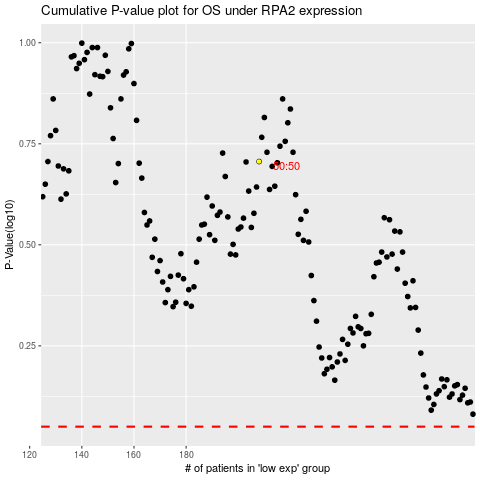 Cumulative P-value plot for OS under RPA2 expression
P-Value(log10)
1.00
0.75
0.50
0.25
50:50
120 140 160 180
# of patients in 'low exp' group